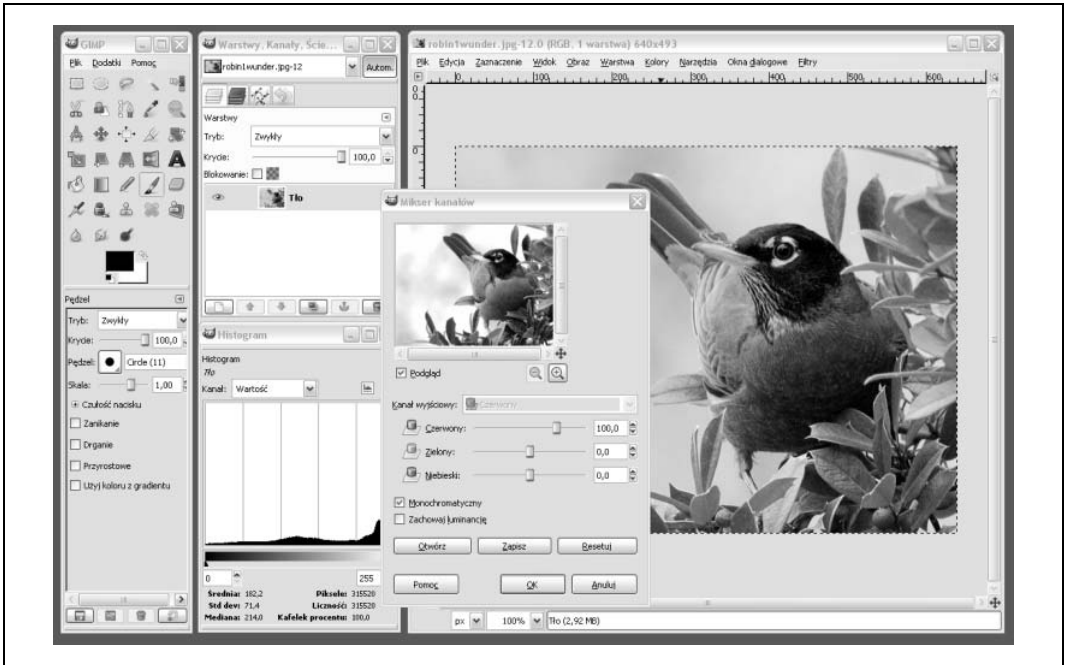 GIMP
Plik Dodatki Pomoc
Pędzel
Tryb: Zwykły
Krycie: 100,0
Pędzel: Circle (11)
Skala: 1,00
Czułość nacisku
Zanikanie
Drganie
Przyrostowe
Użyj koloru z gradientu
Warstwy, Kanały, Ście...
robin1wunder.jpg-12 Autom.
Warstwy
Tryb: Zwykły
Krycie: 100,0
Blokowanie:
Tło
Histogram
Histogram
Tło
Kanał: Wartość
0 255
Średnia: 182,2 Piksele: 315520
Std dev: 71,4 Liczność: 315520
Mediana: 214,0 Kafelek procentu: 100,0
robin1wunder.jpg-12.0 (RGB, 1 warstwa) 640x493
Plik Edycja Zaznaczenie Widok Obraz Warstwa Kolory Narzędzia Okna dialogowe Filtry
0 100 200 300 400 500 600
0
Mikser kanałów
Podgląd
Kanał wyjściowy: Czerwony
Czerwony: 100,0
Zielony: 0,0
Niebieski: 0,0
Monochromatyczny
Zachowaj luminancję
Otwórz Zapisz Resetuj
Pomoc OK Anuluj
px 100% Tło (2,92 MB)